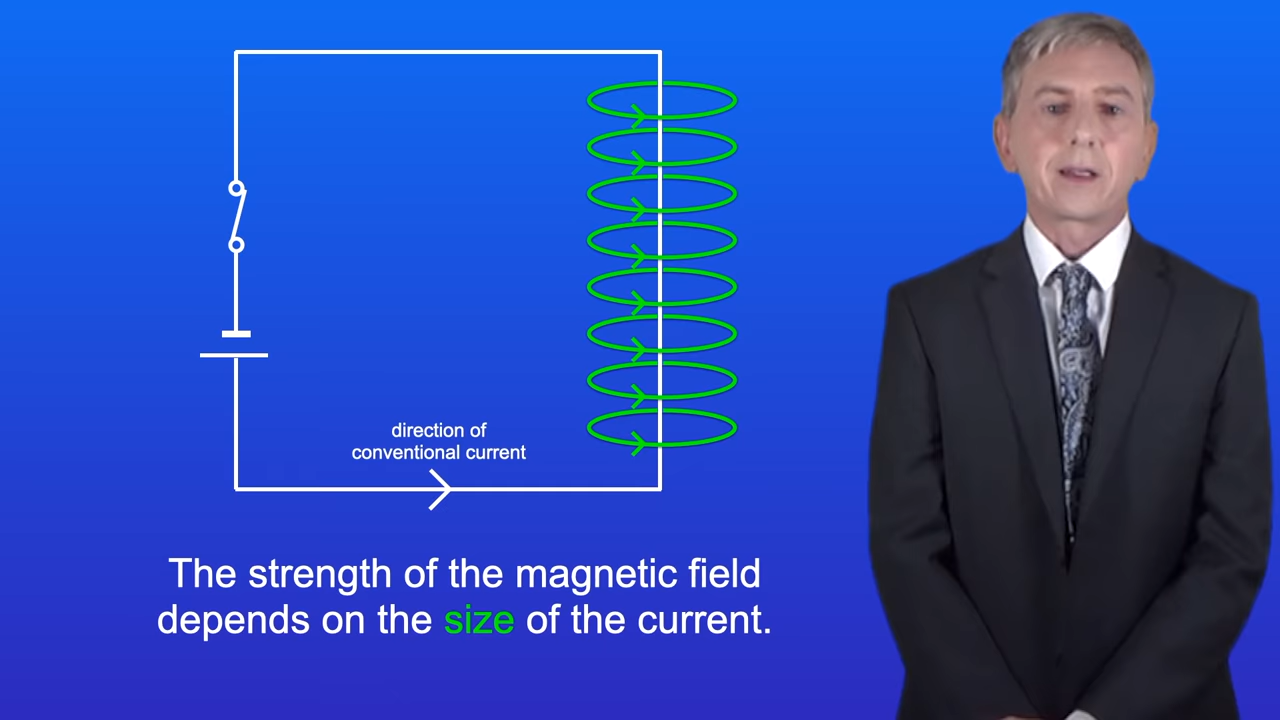 direction of
conventional current
The strength of the magnetic field
depends on the size of the current.